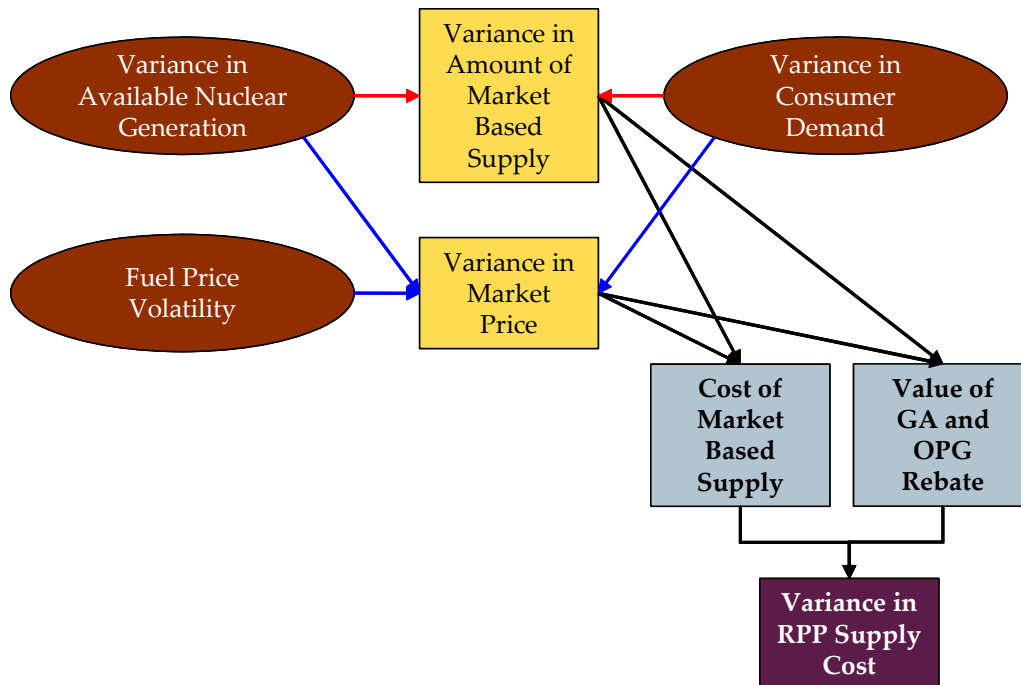 Variance in
Available Nuclear
Generation
Variance in
Amount of
Market
Based
Supply
Variance in
Consumer
Demand
Fuel Price
Volatility
Variance in
Market
Price
Cost of
Market
Based
Supply
Value of
GA and
OPG
Rebate
Variance in
RPP Supply
Cost